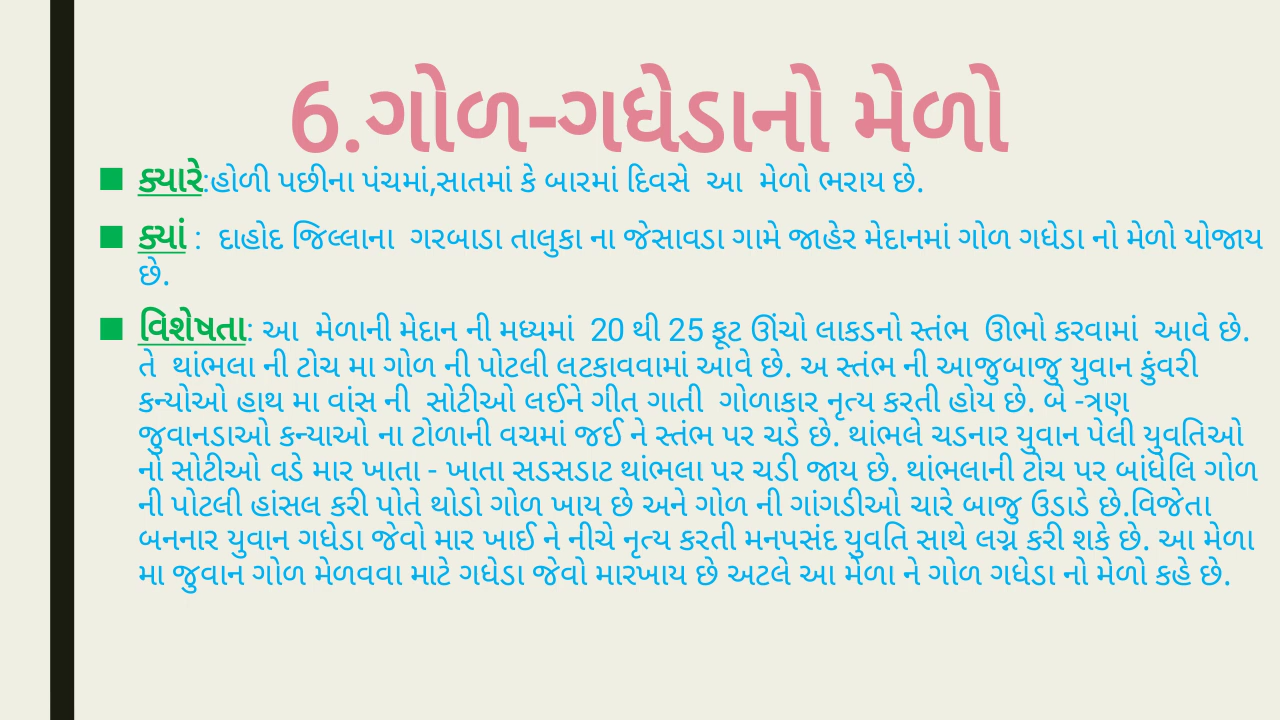 6.ગોળ-ગધેડાનો મેળો
■ ક્યારે:હોળી પછીના પંચમાં,સાતમાં કે બારમાં દિવસે  આ  મેળો ભરાય છે.
■ ક્યાં :  દાહોદ જિલ્લાના  ગરબાડા તાલુકા ના જેસાવડા ગામે જાહેર મેદાનમાં ગોળ ગધેડા નો મેળો યોજાય
છે.
■ વિશેષતા: આ  મેળાની મેદાન ની મધ્યમાં  20 થી 25 ફૂટ ઊંચો લાકડનો સ્તંભ  ઊભો કરવામાં  આવે છે.
તે  થાંભલા ની ટોચ મા ગોળ ની પોટલી લટકાવવામાં આવે છે. અ સ્તંભ ની આજુબાજુ યુવાન કુંવરી
કન્યોઓ હાથ મા વાંસ ની  સોટીઓ લઈને ગીત ગાતી  ગોળાકાર નૃત્ય કરતી હોય છે. બે -ત્રણ
જુવાનડાઓ કન્યાઓ ના ટોળાની વચમાં જઈ ને સ્તંભ પર ચડે છે. થાંભલે ચડનાર યુવાન પેલી યુવતિઓ
નો સોટીઓ વડે માર ખાતા - ખાતા સડસડાટ થાંભલા પર ચડી જાય છે. થાંભલાની ટોચ પર બાંધેલિ ગોળ
ની પોટલી હાંસલ કરી પોતે થોડો ગોળ ખાય છે અને ગોળ ની ગાંગડીઓ ચારે બાજુ ઉડાડે છે.વિજેતા
બનનાર યુવાન ગધેડા જેવો માર ખાઈ ને નીચે નૃત્ય કરતી મનપસંદ યુવતિ સાથે લગ્ન કરી શકે છે. આ મેળા
મા જુવાન ગોળ મેળવવા માટે ગધેડા જેવો મારખાય છે અટલે આ મેળા ને ગોળ ગધેડા નો મેળો કહે છે.